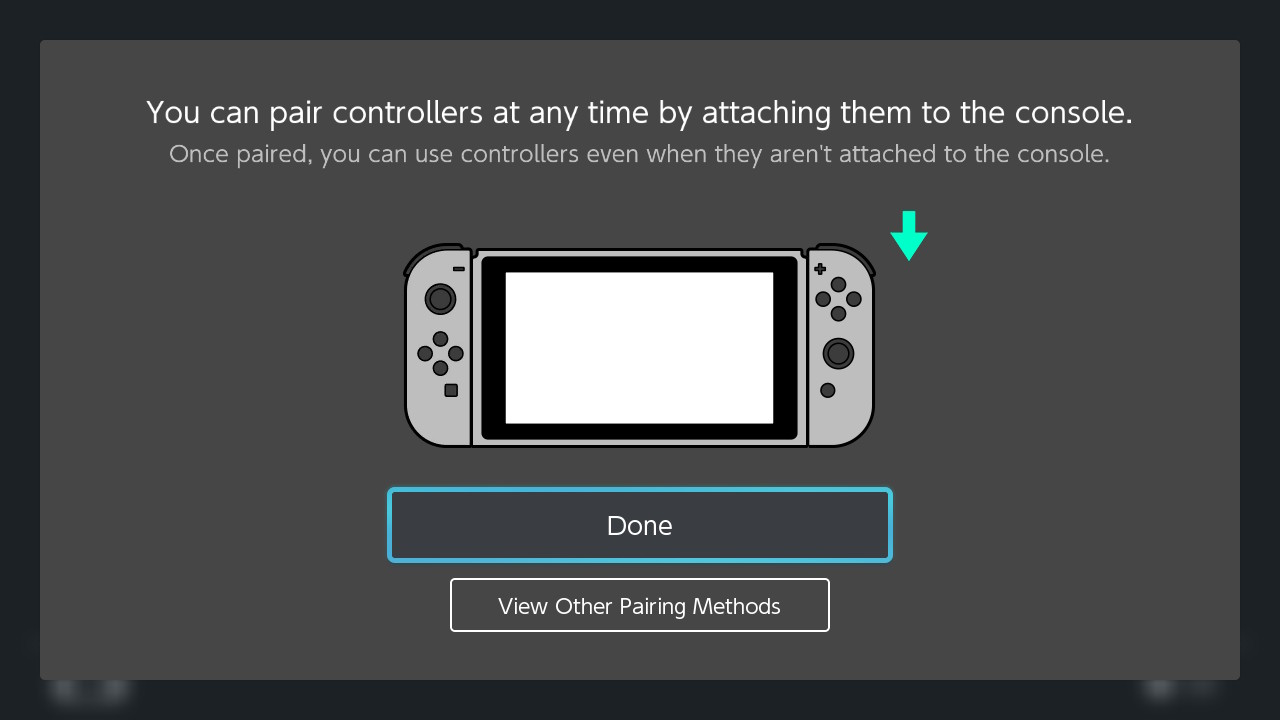 You can pair controllers at any time by attaching them to the console.
Once paired, you can use controllers even when they aren't attached to the console.
Done
View Other Pairing Methods